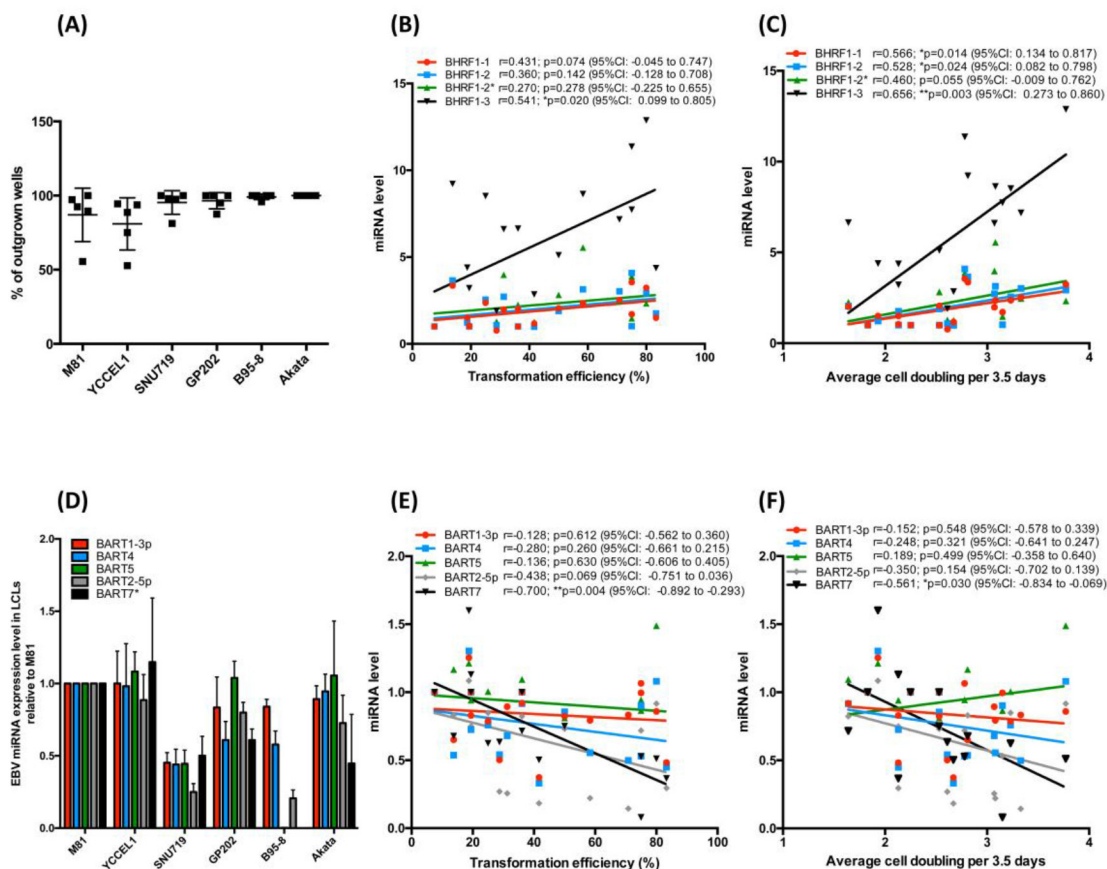 (A)
% of outgrown wells
150
100
50
0
M81
YCCEL1
SNU719
GP202
B95-8
Akata
(B)
BHRF1-1 r=0.431; p=0.074 (95%CI: -0.045 to 0.747)
BHRF1-2 r=0.360; p=0.142 (95%CI: -0.128 to 0.708)
BHRF1-2* r=0.270; p=0.278 (95%CI: -0.225 to 0.655)
BHRF1-3 r=0.541; *p=0.020 (95%CI: 0.099 to 0.805)
miRNA level
15
10
5
0
0 20 40 60 80 100
Transformation efficiency (%)
(C)
BHRF1-1 r=0.566; *p=0.014 (95%CI: 0.134 to 0.817)
BHRF1-2 r=0.528; *p=0.024 (95%CI: 0.082 to 0.798)
BHRF1-2* r=0.460; p=0.055 (95%CI: -0.009 to 0.762)
BHRF1-3 r=0.656; **p=0.003 (95%CI: 0.273 to 0.860)
miRNA level
15
10
5
0
1 2 3 4
Average cell doubling per 3.5 days
(D)
BART1-3p
BART4
BART5
BART2-5p
BART7*
EBV miRNA expression level in LCLs
relative to M81
2.0
1.5
1.0
0.5
0.0
M81
YCCEL1
SNU719
GP202
B95-8
Akata
(E)
BART1-3p r=-0.128; p=0.612 (95%CI: -0.562 to 0.360)
BART4 r=-0.280; p=0.260 (95%CI: -0.661 to 0.215)
BART5 r=-0.136; p=0.630 (95%CI: -0.606 to 0.405)
BART2-5p r=-0.438; p=0.069 (95%CI: -0.751 to 0.036)
BART7 r=-0.700; **p=0.004 (95%CI: -0.892 to -0.293)
miRNA level
2.0
1.5
1.0
0.5
0.0
0 20 40 60 80 100
Transformation efficiency (%)
(F)
BART1-3p r=-0.152; p=0.548 (95%CI: -0.578 to 0.339)
BART4 r=-0.248; p=0.321 (95%CI: -0.641 to 0.247)
BART5 r=0.189; p=0.499 (95%CI: -0.358 to 0.640)
BART2-5p r=-0.350; p=0.154 (95%CI: -0.702 to 0.139)
BART7 r=-0.561; *p=0.030 (95%CI: -0.834 to -0.069)
miRNA level
2.0
1.5
1.0
0.5
0.0
1 2 3 4
Average cell doubling per 3.5 days